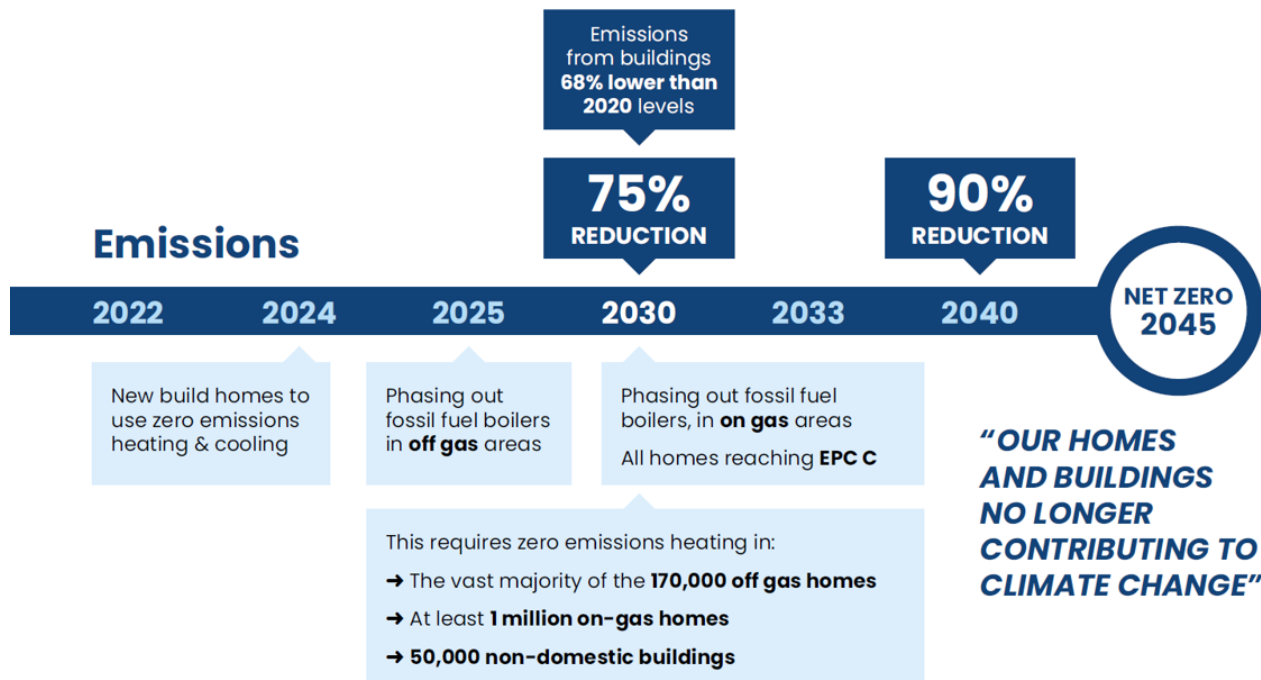 Emissions
from buildings
68% lower than
2020 levels
75%
REDUCTION
90%
REDUCTION
Emissions
2022
2024
2025
2030
2033
2040
NET ZERO
2045
New build homes to
use zero emissions
heating & cooling
Phasing out
fossil fuel boilers
in off gas areas
Phasing out fossil fuel
boilers, in on gas areas
All homes reaching EPC C
This requires zero emissions heating in:
➔ The vast majority of the 170,000 off gas homes
➔ At least 1 million on-gas homes
➔ 50,000 non-domestic buildings
“OUR HOMES
AND BUILDINGS
NO LONGER
CONTRIBUTING TO
CLIMATE CHANGE”